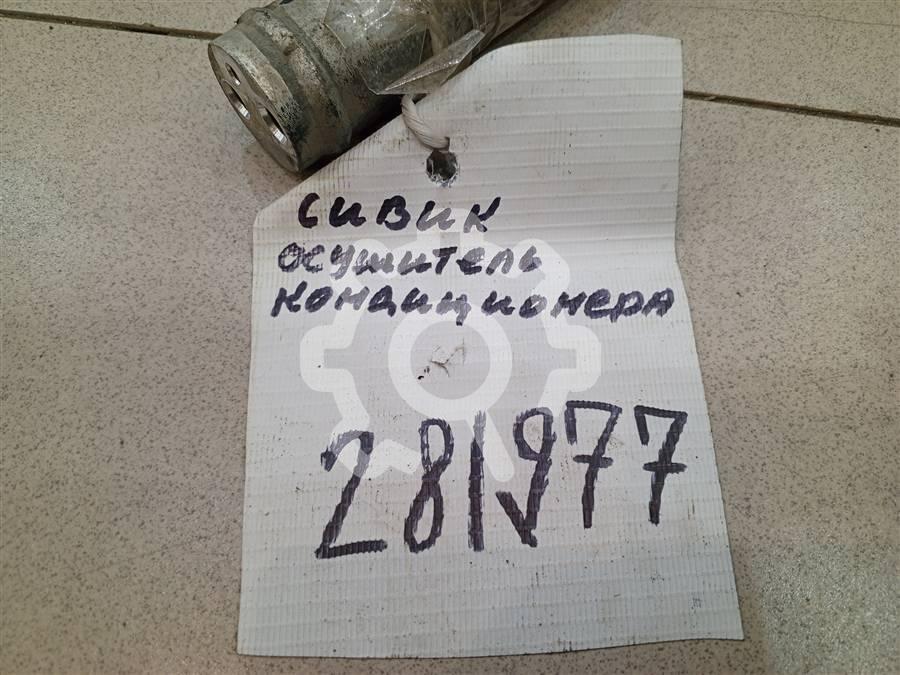 сивик
осушитель
кондиционера
281977